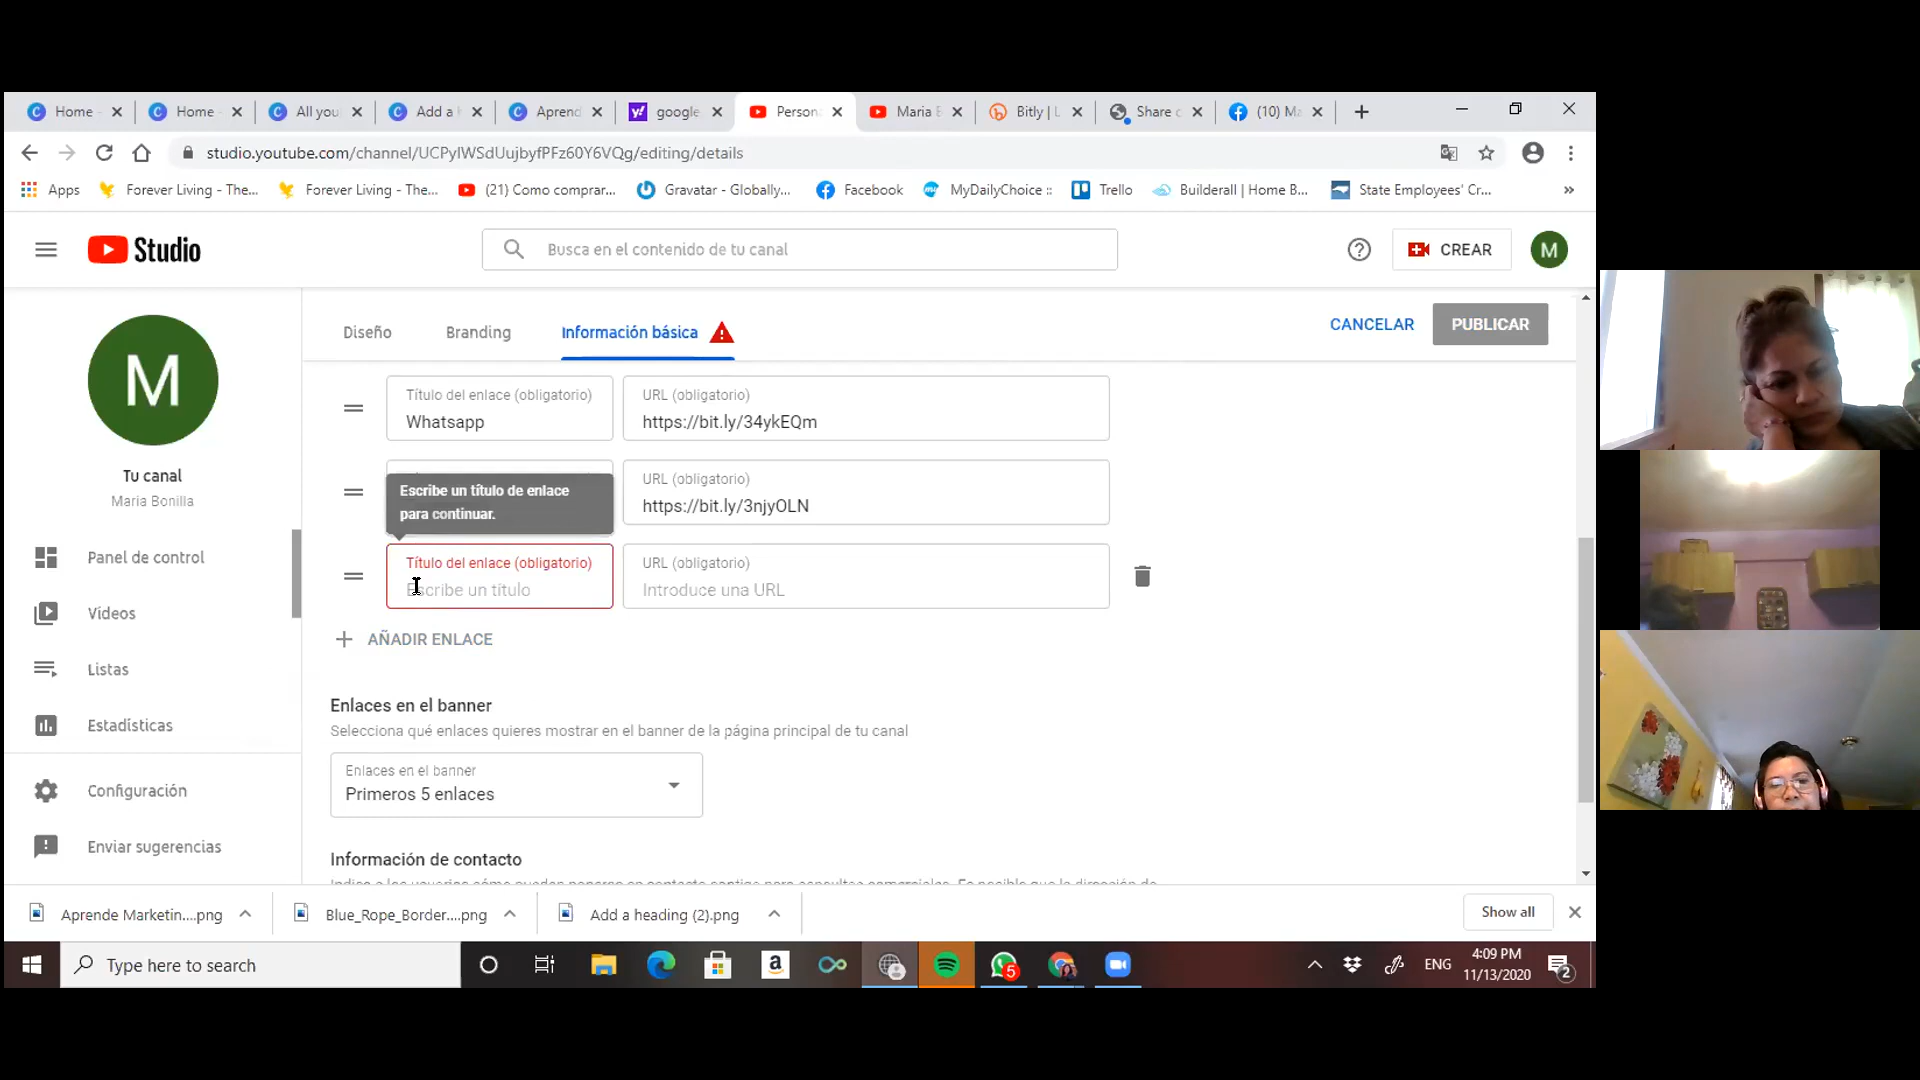 Home
Home
All you
Add a
Aprend
google
Person
Maria
Bitly | L
Share c
(10) Ma
studio.youtube.com/channel/UCPylWSdUujbyfPFz60Y6VQg/editing/details
Apps
Forever Living - The...
Forever Living - The...
(21) Como comprar...
Gravatar - Globally...
Facebook
MyDailyChoice ::
Trello
Builderall | Home B...
State Employees' Cr...
»
Studio
Busca en el contenido de tu canal
CREAR
M
M
Tu canal
Maria Bonilla
Panel de control
Vídeos
Listas
Estadísticas
Configuración
Enviar sugerencias
Diseño
Branding
Información básica
CANCELAR
PUBLICAR
Título del enlace (obligatorio)
Whatsapp
URL (obligatorio)
https://bit.ly/34ykEQm
Escribe un título de enlace
para continuar.
URL (obligatorio)
https://bit.ly/3njyOLN
Título del enlace (obligatorio)
Escribe un título
URL (obligatorio)
Introduce una URL
AÑADIR ENLACE
Enlaces en el banner
Selecciona qué enlaces quieres mostrar en el banner de la página principal de tu canal
Enlaces en el banner
Primeros 5 enlaces
Información de contacto
Aprende Marketin....png
Blue_Rope_Border....png
Add a heading (2).png
Show all
Type here to search
a
5
ENG
4:09 PM
11/13/2020
2